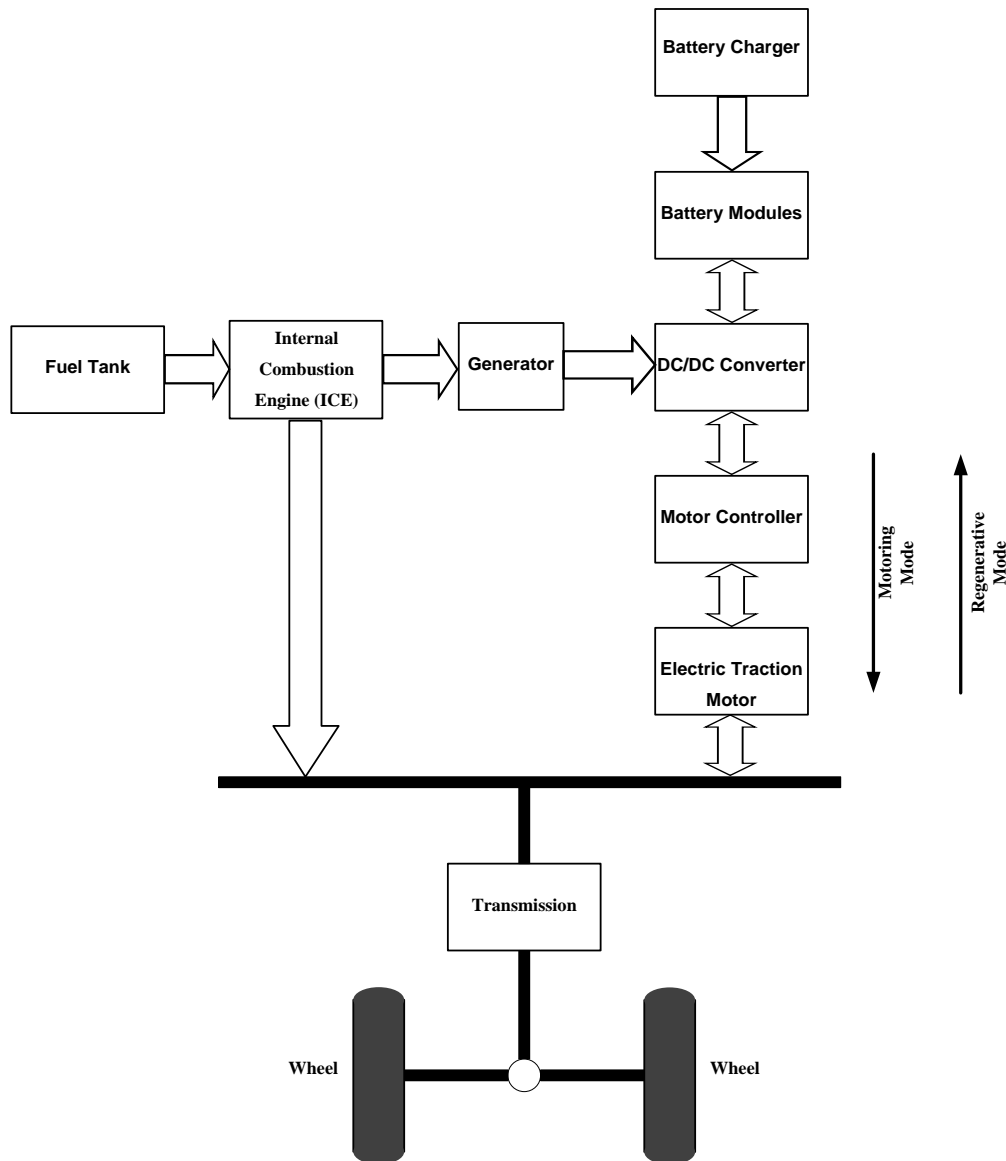 Battery Charger
Battery Modules
Fuel Tank
Internal
Combustion
Engine (ICE)
Generator
DC/DC Converter
Motor Controller
Motoring
Mode
Regenerative
Mode
Electric Traction
Motor
Transmission
Wheel
Wheel